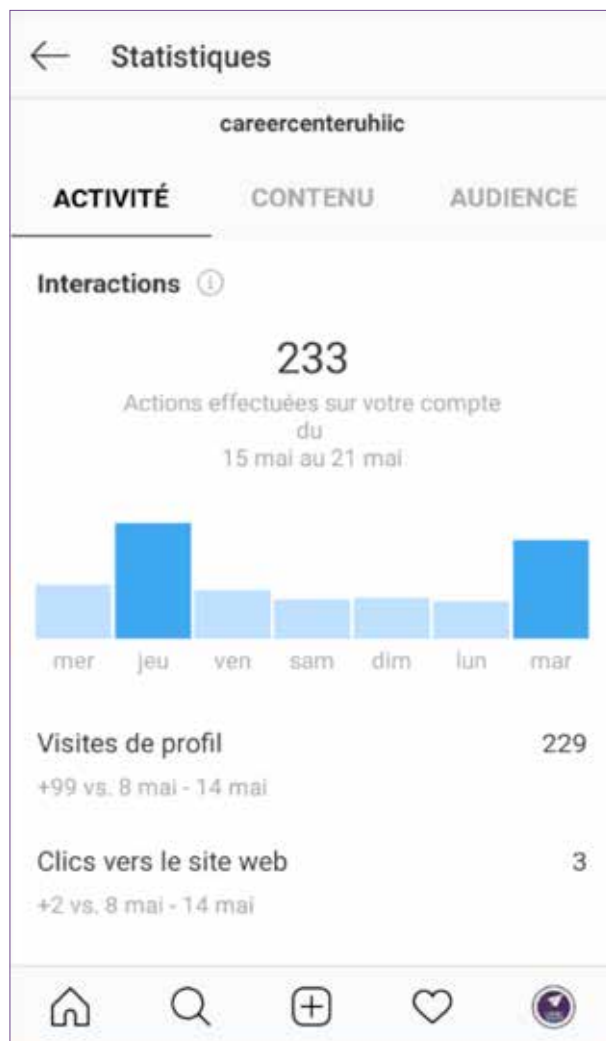 Statistiques
careercenteruhiic
ACTIVITÉ CONTENU AUDIENCE
Interactions
233
Actions effectuées sur votre compte
du
15 mai au 21 mai
mer jeu ven sam dim lun mar
Visites de profil 229
+99 vs. 8 mai - 14 mai
Clics vers le site web 3
+2 vs. 8 mai - 14 mai